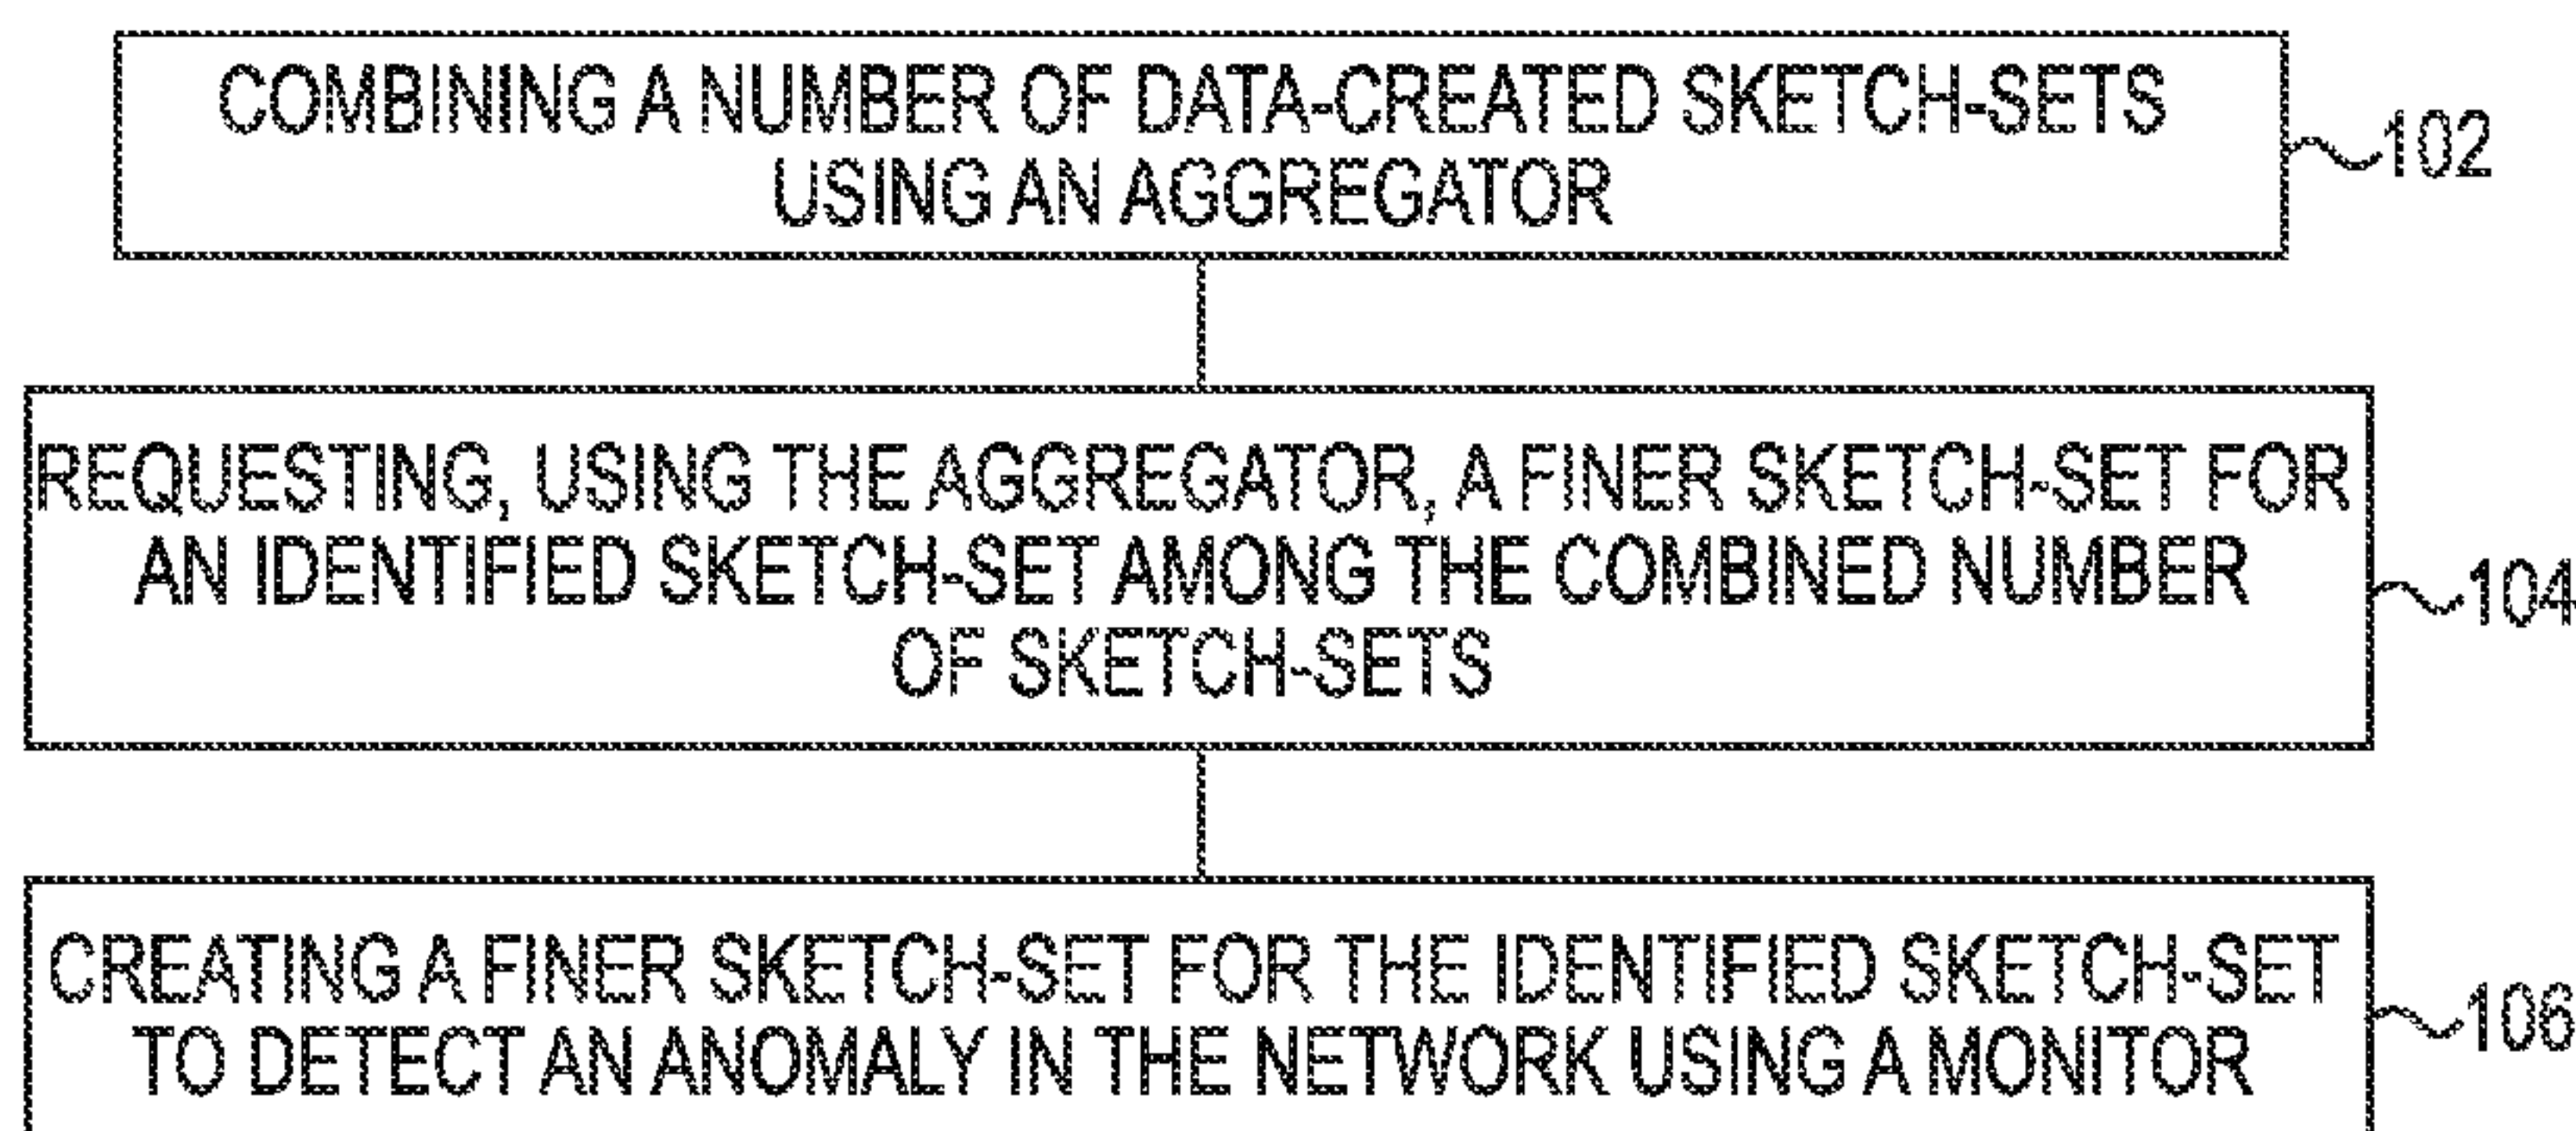 COMBINING A NUMBER OF DATA-CREATED SKETCH-SETS
USING AN AGGREGATOR
102
REQUESTING, USING THE AGGREGATOR, A FINER SKETCH-SET FOR
AN IDENTIFIED SKETCH-SET AMONG THE COMBINED NUMBER
OF SKETCH-SETS
104
CREATING A FINER SKETCH-SET FOR THE IDENTIFIED SKETCH-SET
TO DETECT AN ANOMALY IN THE NETWORK USING A MONITOR
106